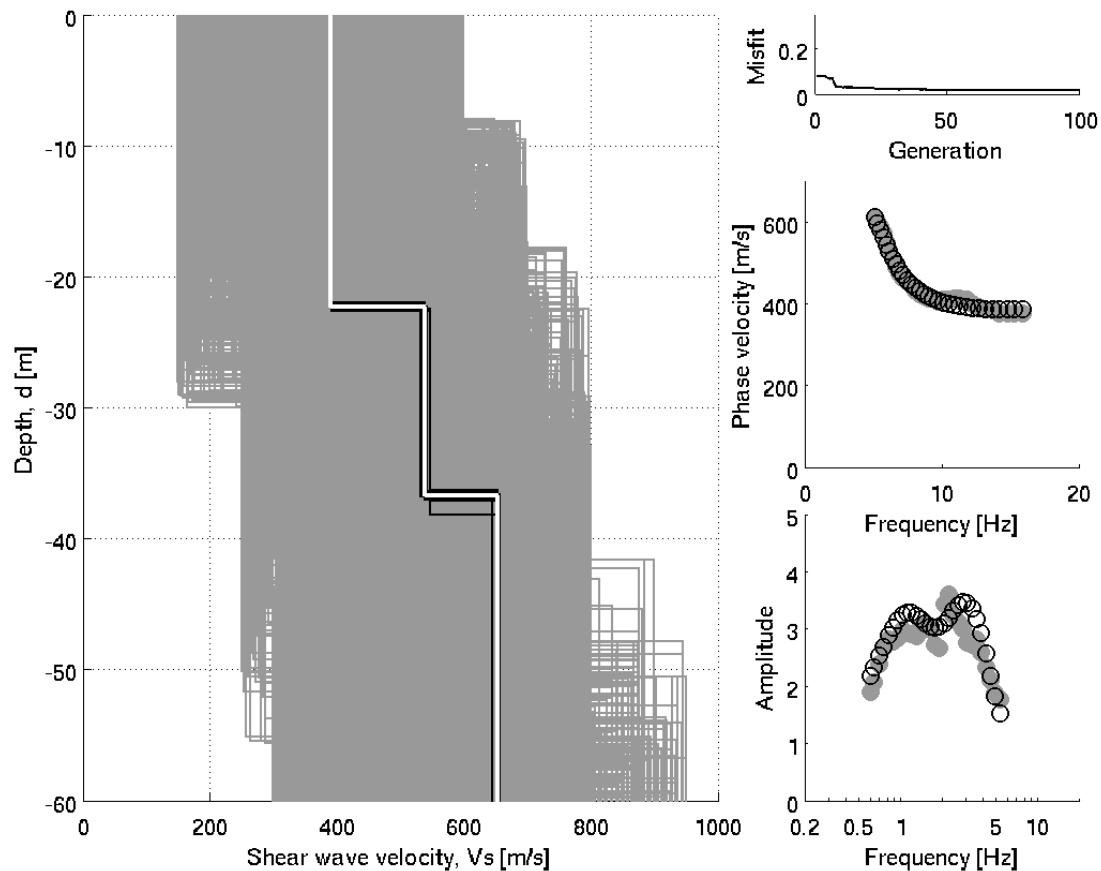 0
-10
-20
-30
-40
-50
-60
Depth, d [m]
0 200 400 600 800 1000
Shear wave velocity, Vs [m/s]
0.2
0
Misfit
0 50 100
Generation
600
400
200
0
Phase velocity [m/s]
0 10 20
Frequency [Hz]
5
4
3
2
1
0
Amplitude
0.2 0.5 1 5 10
Frequency [Hz]